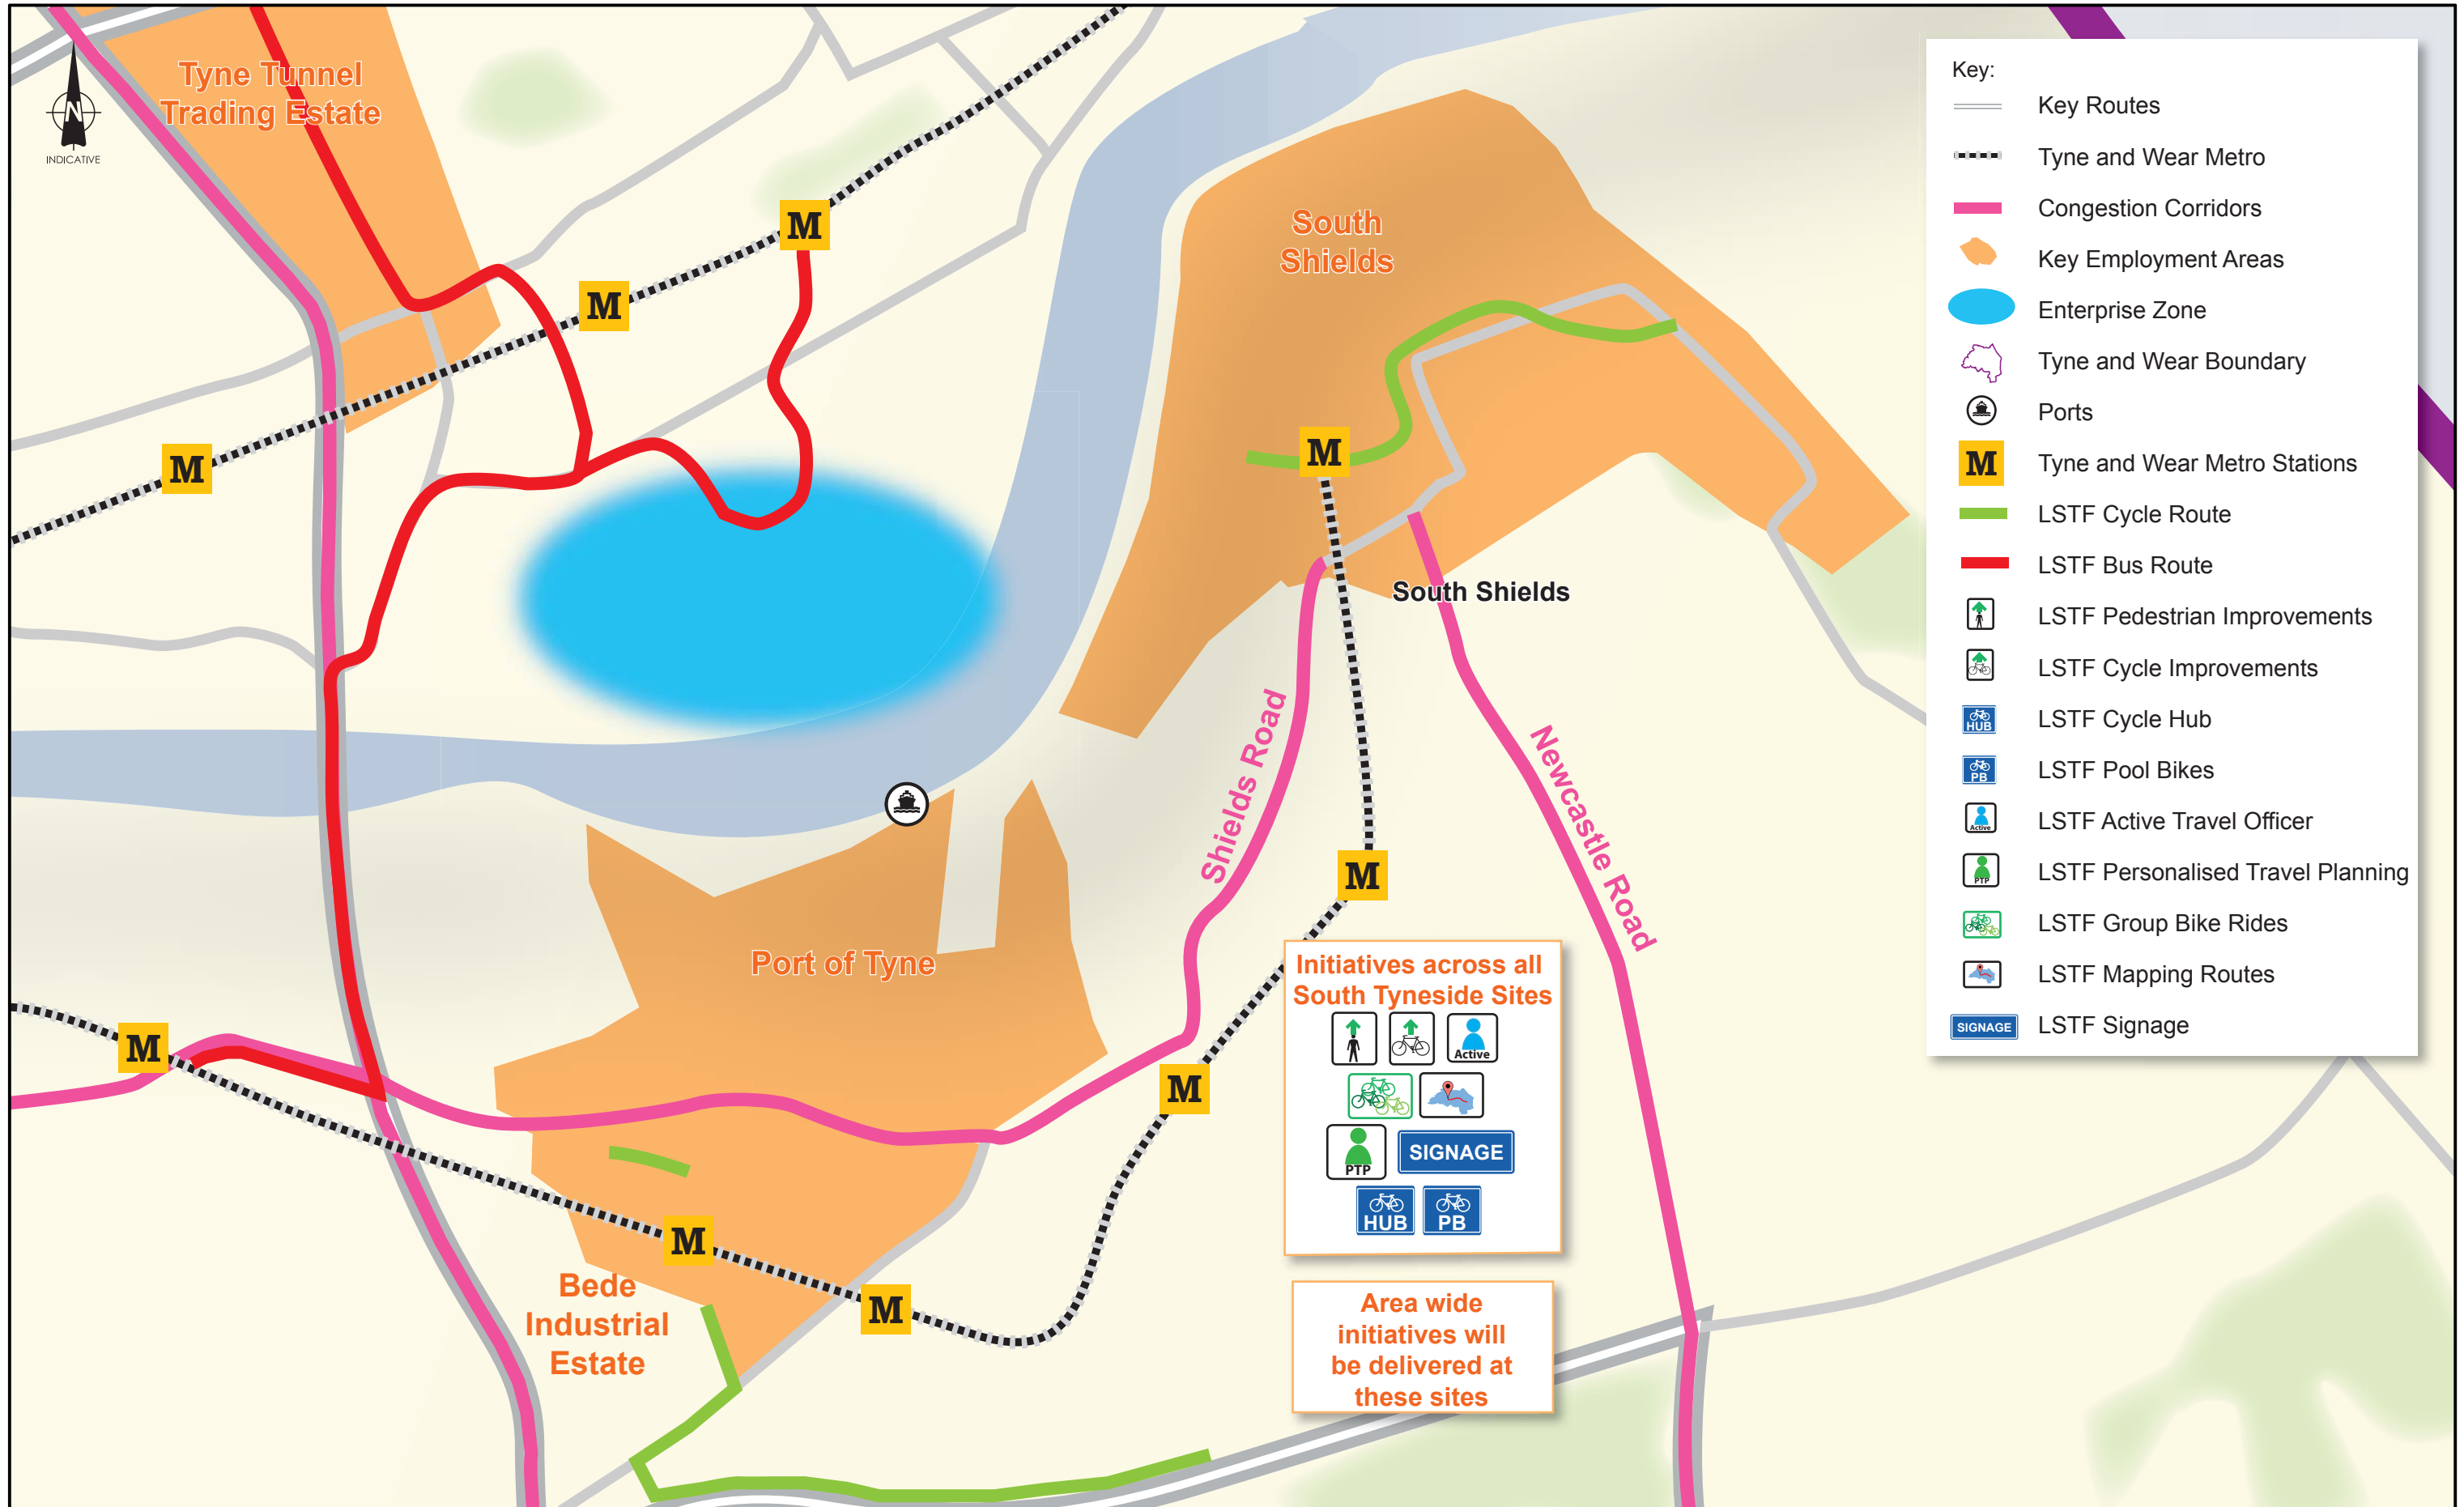 Tyne Tunnel
Trading Estate
N
INDICATIVE
M
M
M
South
Shields
M
South Shields
Shields Road
Newcastle Road
Port of Tyne
M
M
M
M
M
Bede
Industrial
Estate
Initiatives across all
South Tyneside Sites
Active
PTP
SIGNAGE
HUB
PB
Area wide
initiatives will
be delivered at
these sites
Key:
Key Routes
Tyne and Wear Metro
Congestion Corridors
Key Employment Areas
Enterprise Zone
Tyne and Wear Boundary
Ports
M Tyne and Wear Metro Stations
LSTF Cycle Route
LSTF Bus Route
LSTF Pedestrian Improvements
LSTF Cycle Improvements
HUB LSTF Cycle Hub
PB LSTF Pool Bikes
Active LSTF Active Travel Officer
PTP LSTF Personalised Travel Planning
LSTF Group Bike Rides
LSTF Mapping Routes
SIGNAGE LSTF Signage